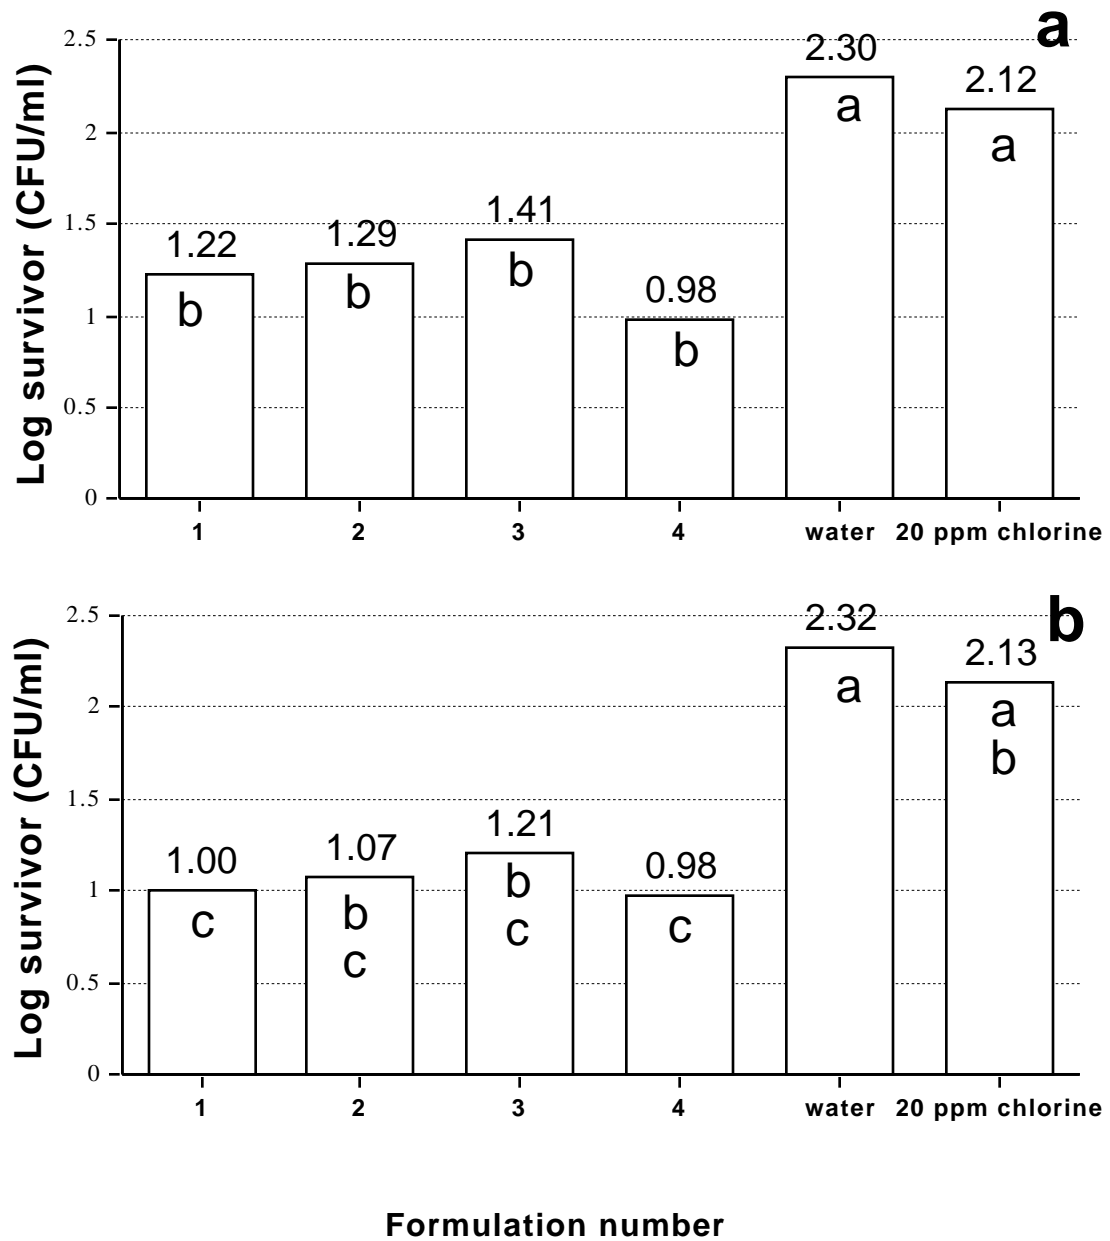 a
Log survivor (CFU/ml)
2.5
2
1.5
1
0.5
0
1.22
1.29
1.41
0.98
2.30
2.12
b
b
b
b
a
a
1 2 3 4 water 20 ppm chlorine
b
Log survivor (CFU/ml)
2.5
2
1.5
1
0.5
0
1.00
1.07
1.21
0.98
2.32
2.13
c
b
c
b
c
c
a
a
b
1 2 3 4 water 20 ppm chlorine
Formulation number